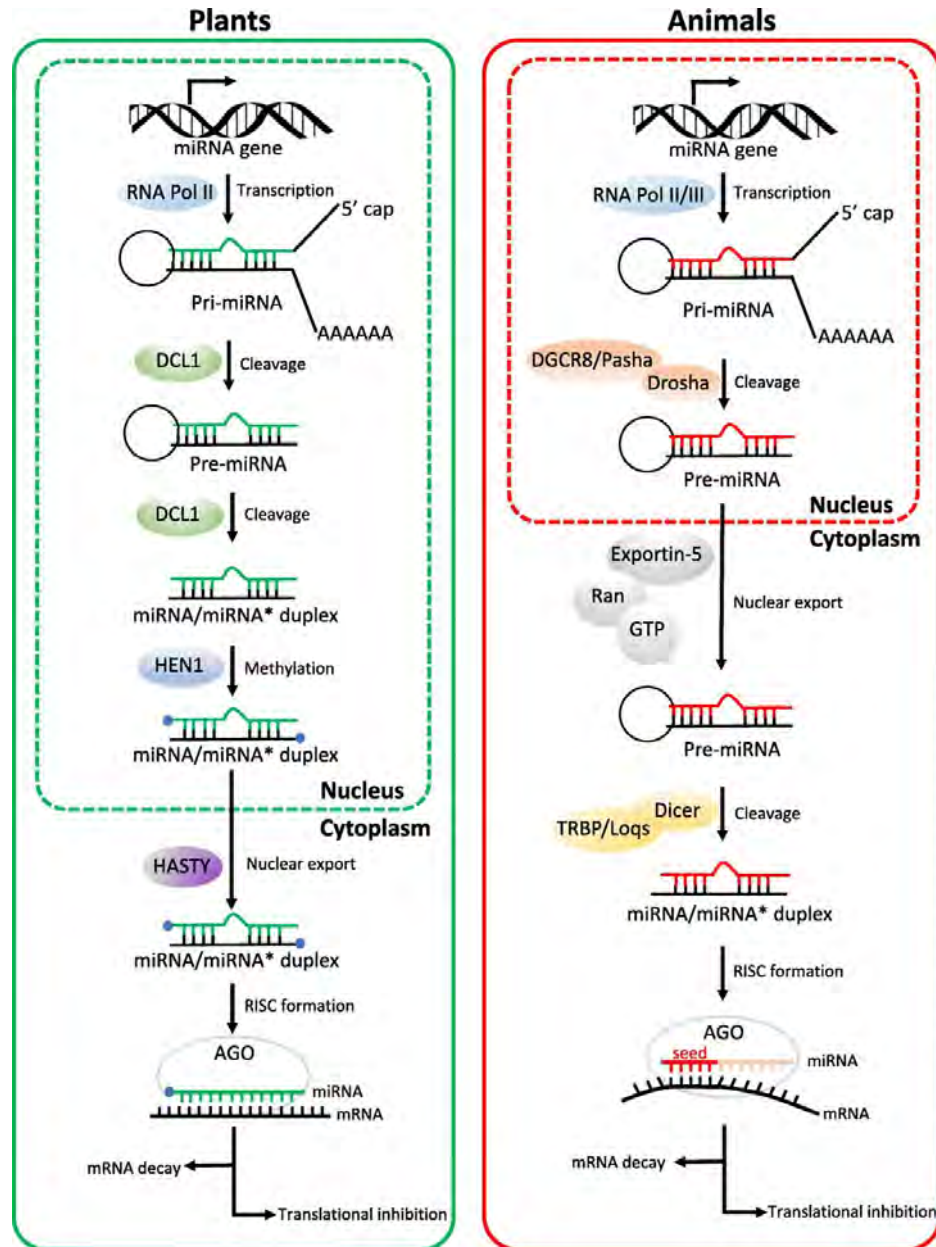 Plants
miRNA gene
RNA Pol II
Transcription
5' cap
Pri-miRNA
AAAAAA
DCL1
Cleavage
Pre-miRNA
DCL1
Cleavage
miRNA/miRNA* duplex
HEN1
Methylation
miRNA/miRNA* duplex
Nucleus
Cytoplasm
HASTY
Nuclear export
miRNA/miRNA* duplex
RISC formation
AGO
miRNA
mRNA
mRNA decay
Translational inhibition
Animals
miRNA gene
RNA Pol II/III
Transcription
5' cap
Pri-miRNA
AAAAAA
DGCR8/Pasha
Drosha
Cleavage
Pre-miRNA
Nucleus
Cytoplasm
Exportin-5
Ran
GTP
Nuclear export
Pre-miRNA
Dicer
TRBP/Loqs
Cleavage
miRNA/miRNA* duplex
RISC formation
AGO
seed
miRNA
mRNA
mRNA decay
Translational inhibition